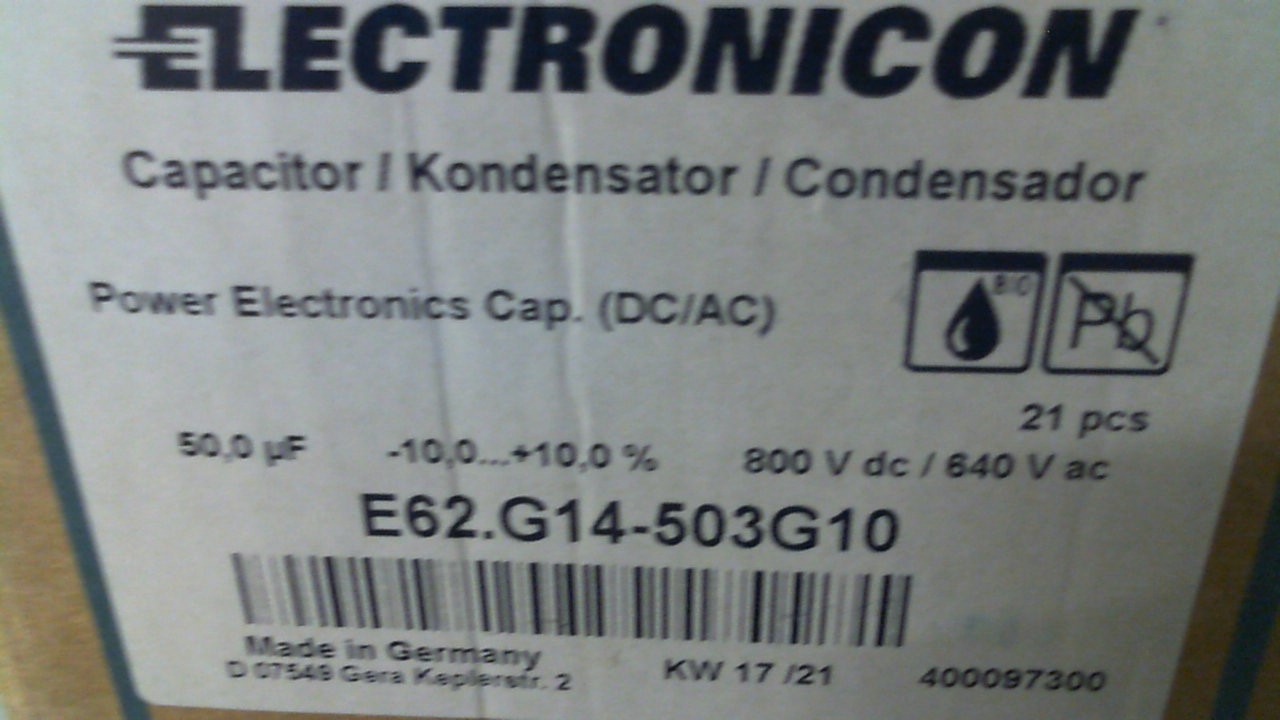 ELECTRONICON
Capacitor / Kondensator / Condensador
Power Electronics Cap. (DC/AC)
BIO
Pb
21 pcs
50,0 µF -10,0...+10,0 % 800 V dc / 640 V ac
E62.G14-503G10
Made in Germany
D 07549 Gera Keplerstr. 2 KW 17 /21 400097300